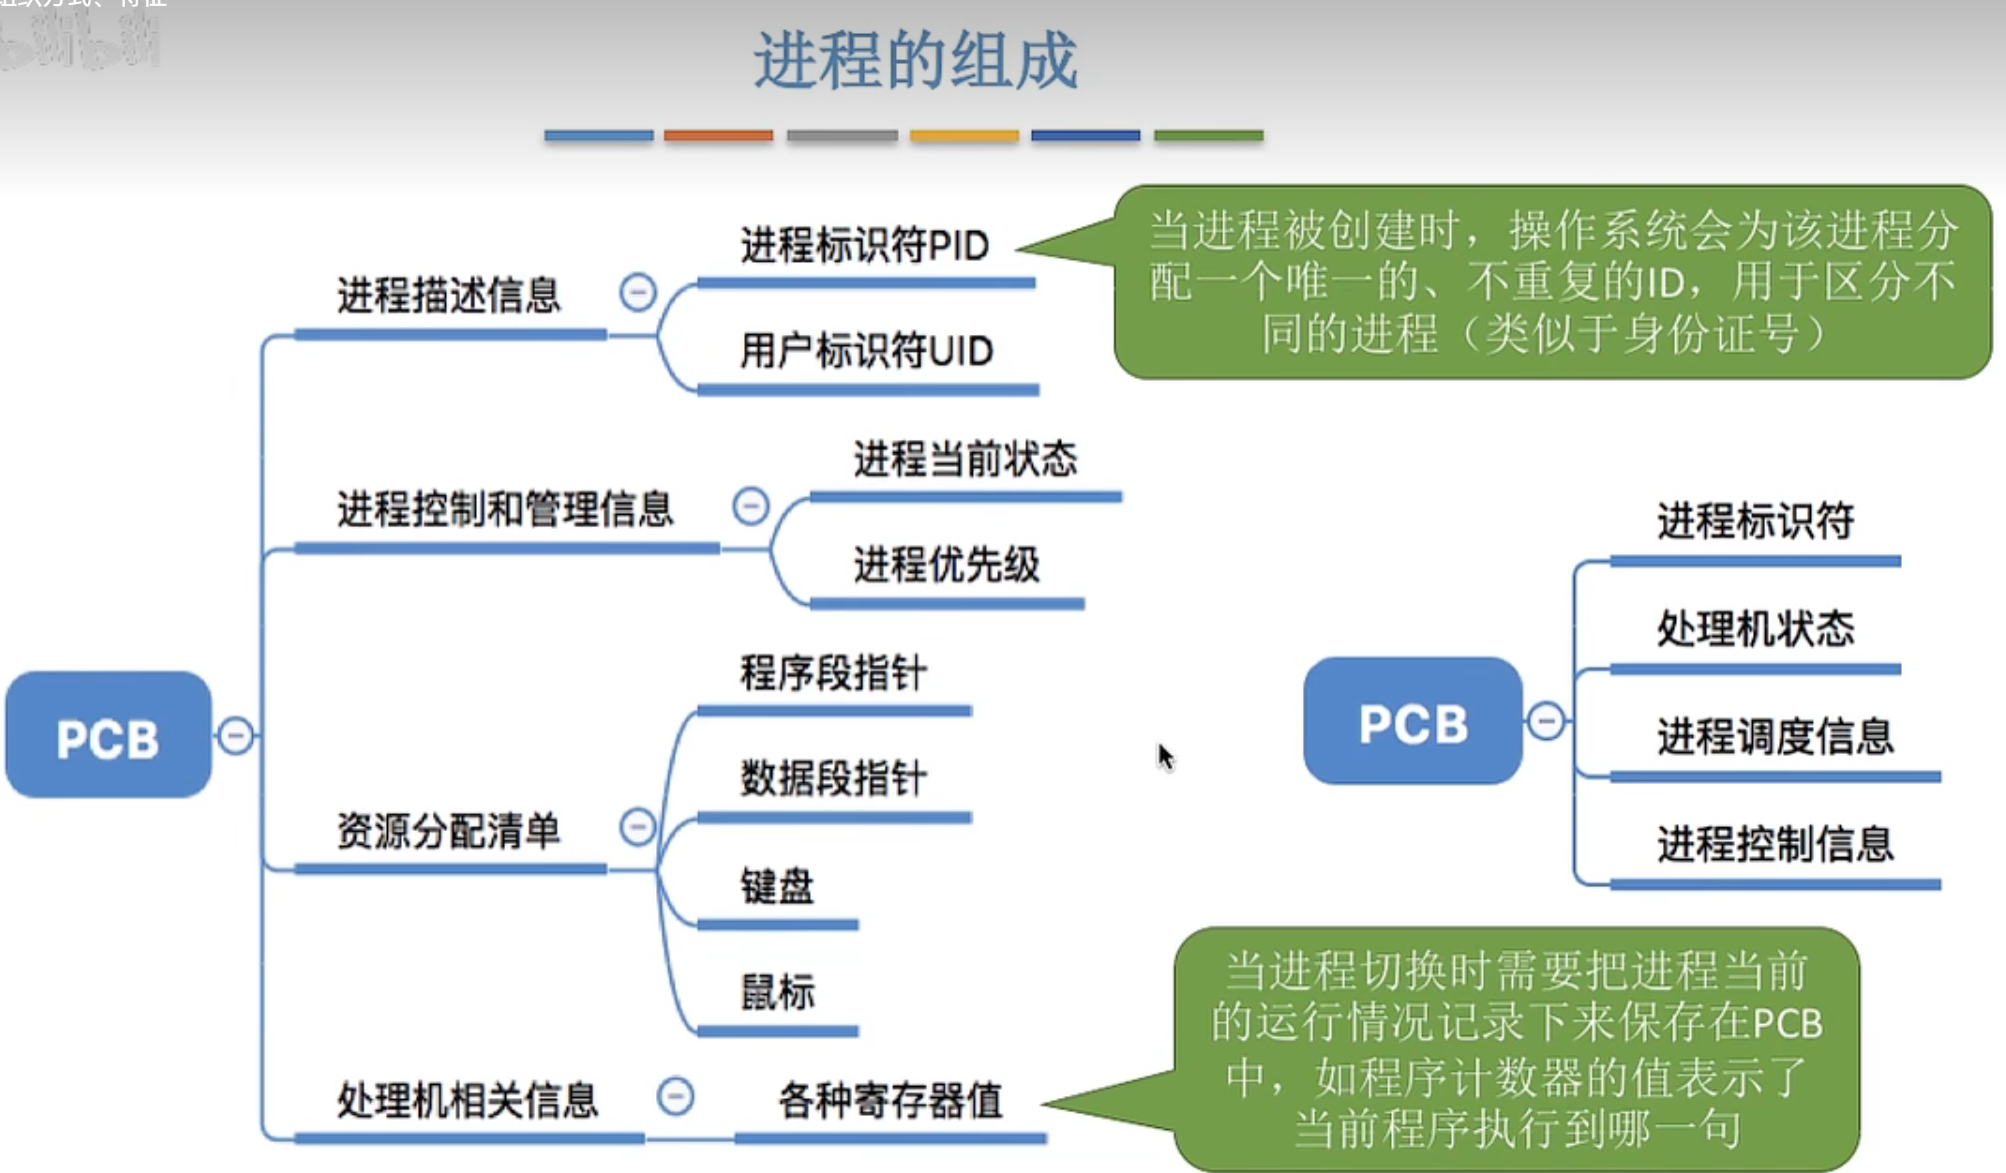 组织方式、特征
bilibili
进程的组成
进程描述信息
进程标识符PID
用户标识符UID
当进程被创建时，操作系统会为该进程分
配一个唯一的、不重复的ID，用于区分不
同的进程（类似于身份证号）
进程控制和管理信息
进程当前状态
进程优先级
PCB
资源分配清单
程序段指针
数据段指针
键盘
鼠标
处理机相关信息
各种寄存器值
PCB
进程标识符
处理机状态
进程调度信息
进程控制信息
当进程切换时需要把进程当前
的运行情况记录下来保存在PCB
中，如程序计数器的值表示了
当前程序执行到哪一句